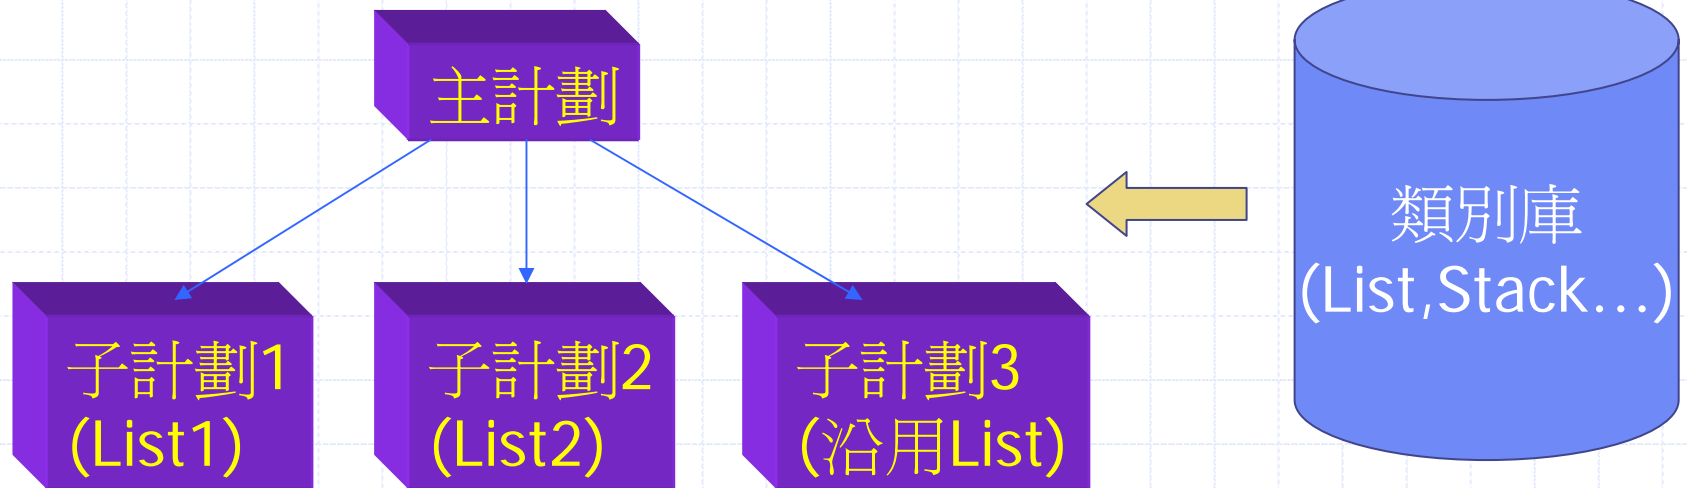 主計劃
類別庫
(List,Stack...)
子計劃1
(List1)
子計劃2
(List2)
子計劃3
(沿用List)